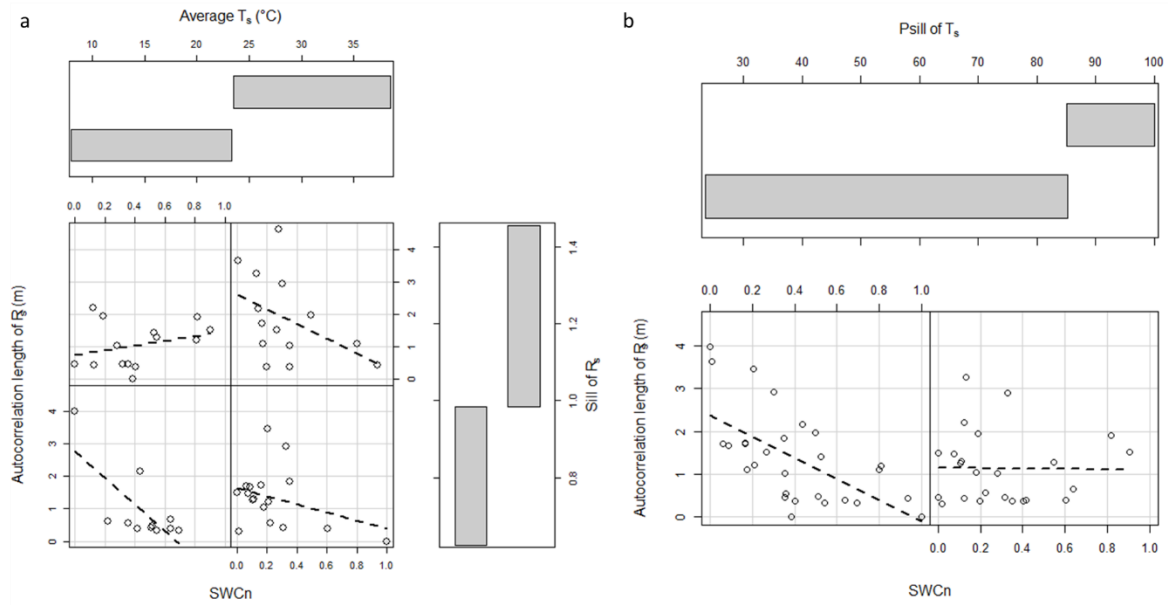 a
Average Ts (°C)
10 15 20 25 30 35
0.0 0.2 0.4 0.6 0.8 1.0
4
3
2
1
0
4
3
2
1
0
Autocorrelation length of Rs (m)
0.0 0.2 0.4 0.6 0.8 1.0
SWCn
1.4
1.2
1.0
0.8
Sill of Rs
b
Psill of Ts
30 40 50 60 70 80 90 100
0.0 0.2 0.4 0.6 0.8 1.0
4
3
2
1
0
Autocorrelation length of Rs (m)
0.0 0.2 0.4 0.6 0.8 1.0
SWCn